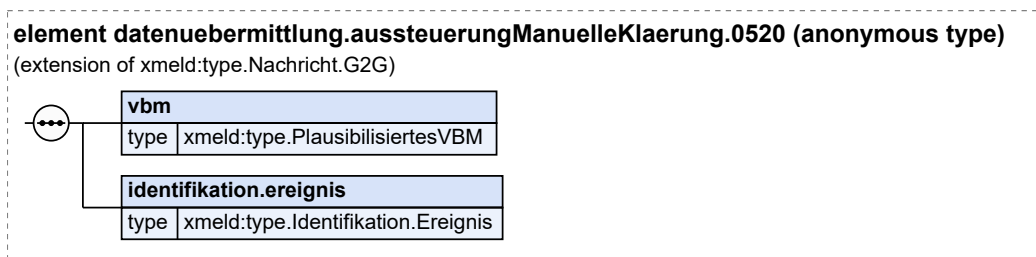 element datenuebermittlung.aussteuerungManuelleKlaerung.0520 (anonymous type)
(extension of xmeld:type.Nachricht.G2G)
vbm
type xmeld:type.PlausibilisiertesVBM
identifikation.ereignis
type xmeld:type.Identifikation.Ereignis